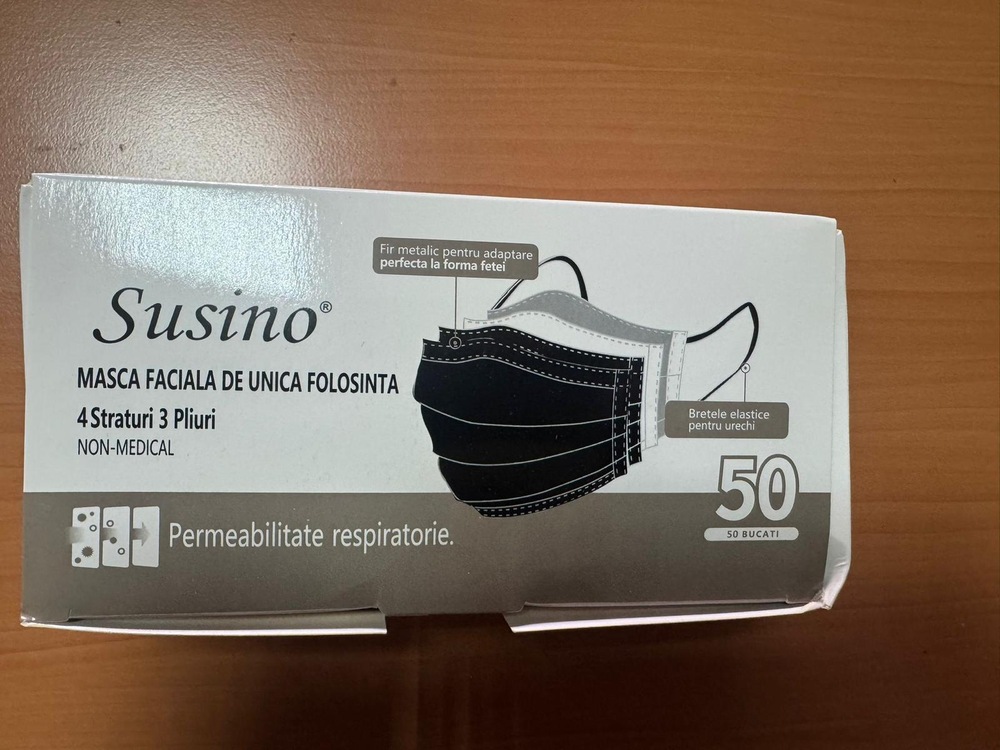 Fir metalic pentru adaptare
perfecta la forma fetei
Susino®
MASCA FACIALA DE UNICA FOLOSINTA
4 Straturi 3 Pliuri
NON-MEDICAL
Bretele elastice
pentru urechi
50
50 BUCATI
Permeabilitate respiratorie.